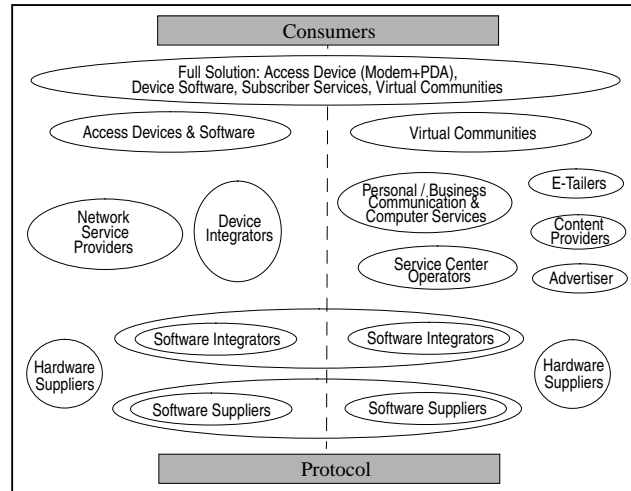 Consumers
Full Solution: Access Device (Modem+PDA),
Device Software, Subscriber Services, Virtual Communities
Access Devices & Software
Virtual Communities
E-Tailers
Personal / Business
Communication &
Computer Services
Network
Service
Providers
Device
Integrators
Content
Providers
Service Center
Operators
Advertiser
Software Integrators
Software Integrators
Hardware
Suppliers
Hardware
Suppliers
Software Suppliers
Software Suppliers
Protocol